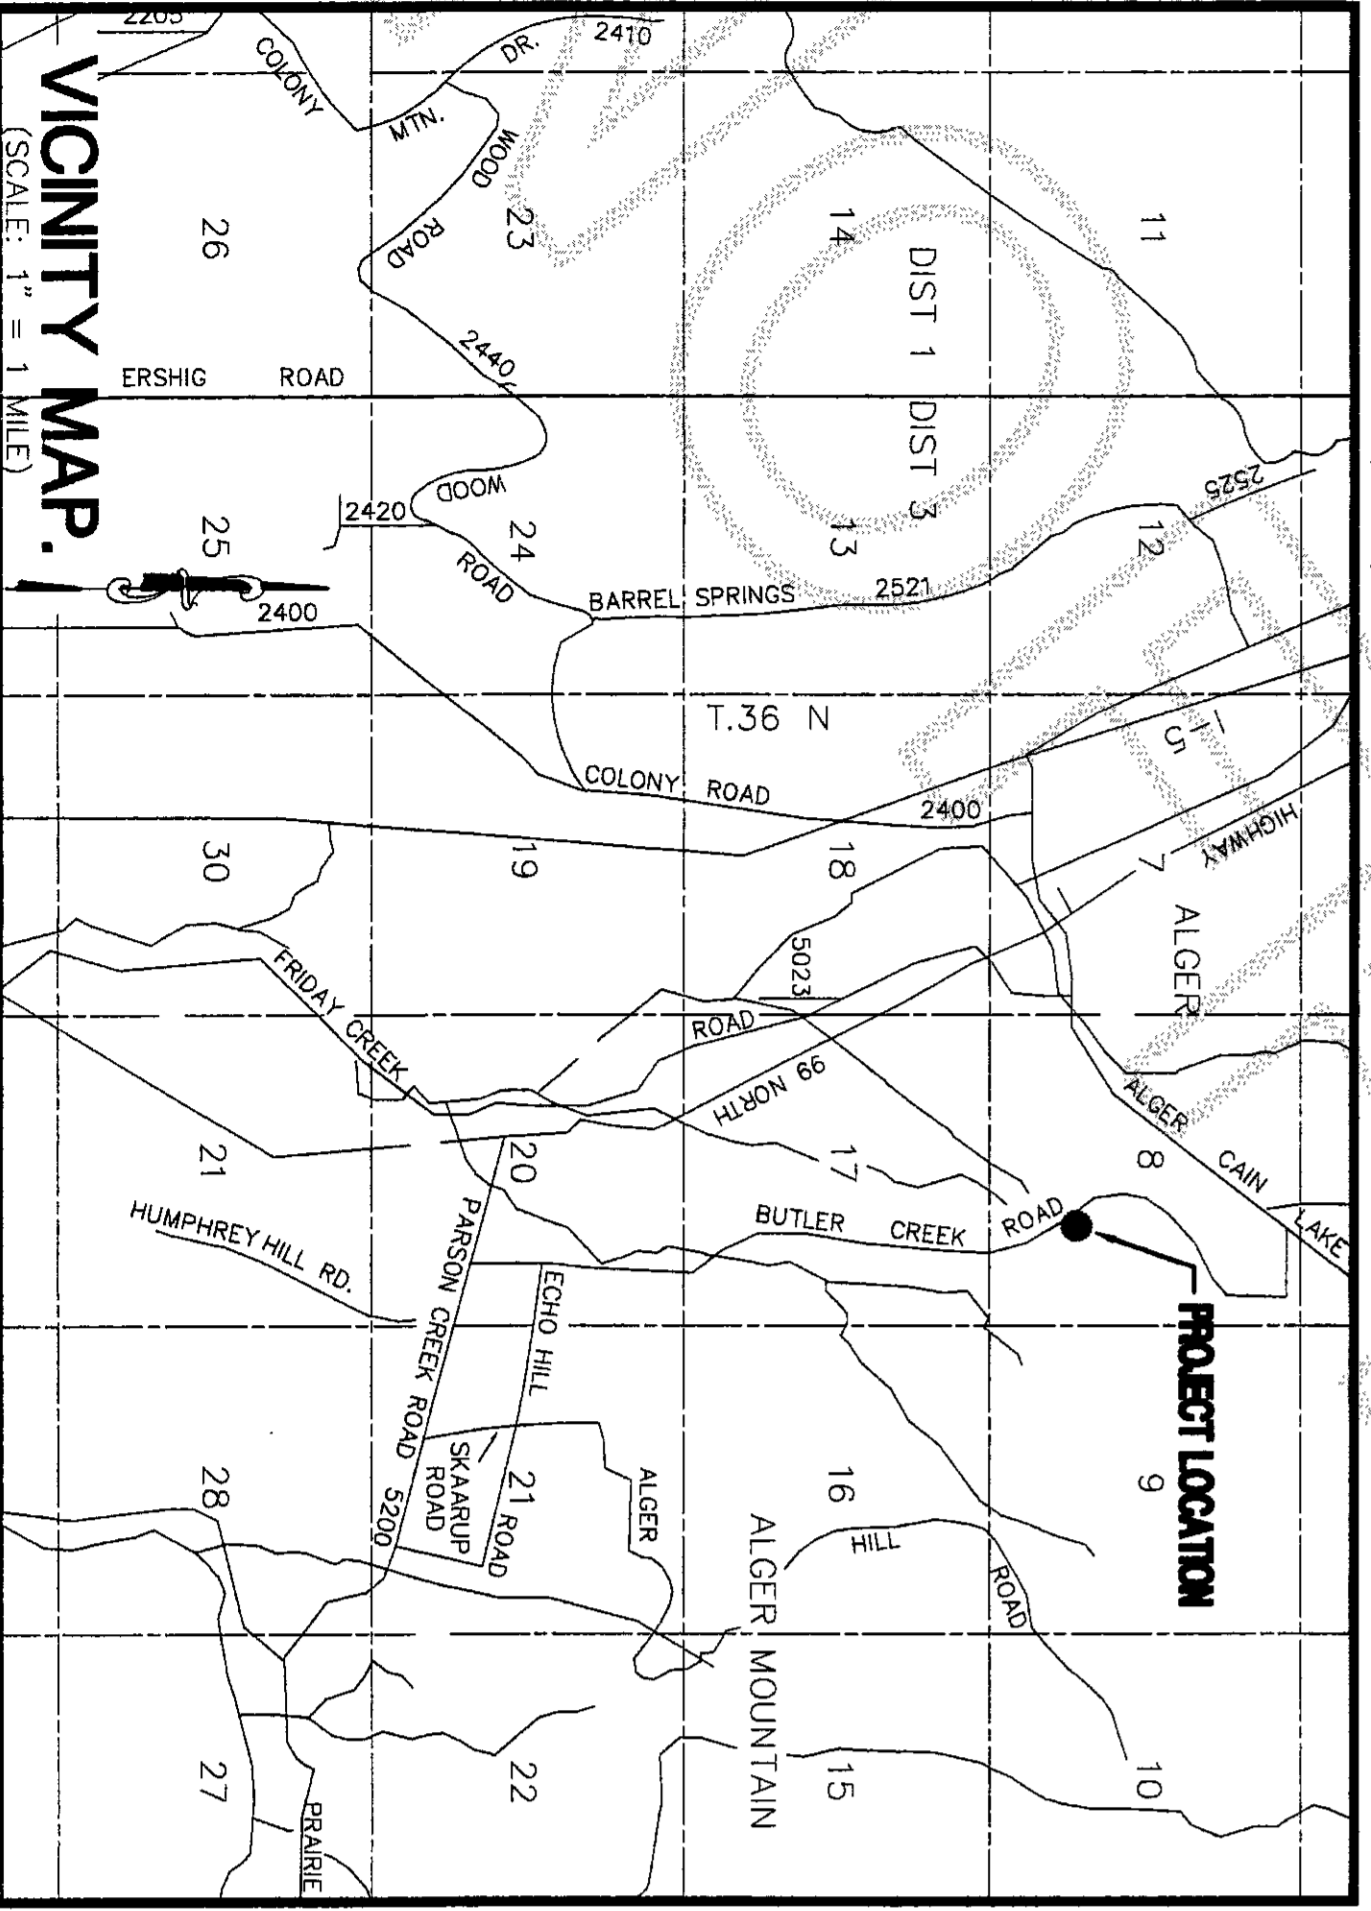 VICINITY MAP.
(SCALE: 1" = 1 MILE)
PROJECT LOCATION
2205
COLONY
MTN.
DR.
2410
WOOD
ROAD
2440
WOOD
ROAD
2420
ERSHIG ROAD
2400
BARREL SPRINGS
2521
2525
DIST 1 DIST 3
T.36 N
COLONY ROAD
2400
I-5
HIGHWAY
ALGER
ALGER
CAIN
LAKE
5023
ROAD
NORTH 99
FRIDAY CREEK
BUTLER CREEK ROAD
PARSON CREEK ROAD
5200
HUMPHREY HILL RD.
ECHO HILL
ROAD
SKAARUP
ROAD
ALGER
HILL
ROAD
ALGER MOUNTAIN
PRAIRIE
11
14
23
26
12
13
24
25
7
18
19
30
8
17
20
21
9
16
21
28
10
15
22
27